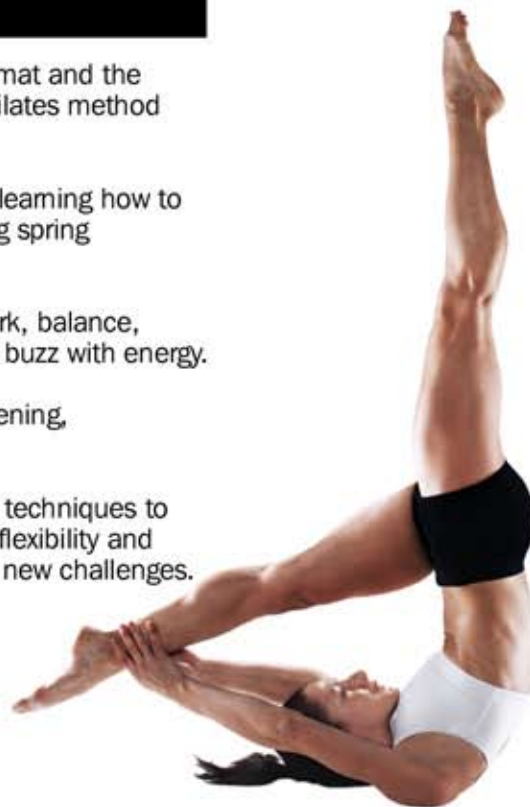 mat and the
ilates method
learning how to
g spring
rk, balance,
buzz with energy.
ening,
techniques to
flexibility and
new challenges.